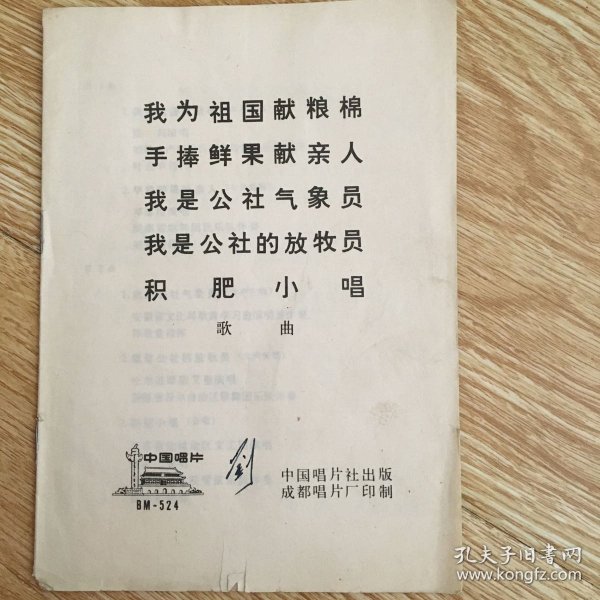 我为祖国献粮棉
手捧鲜果献亲人
我是公社气象员
我是公社的放牧员
积肥小唱
歌曲
中国唱片
BM-524
中国唱片社出版
成都唱片厂印制
孔夫子旧书网
www.kongfz.com